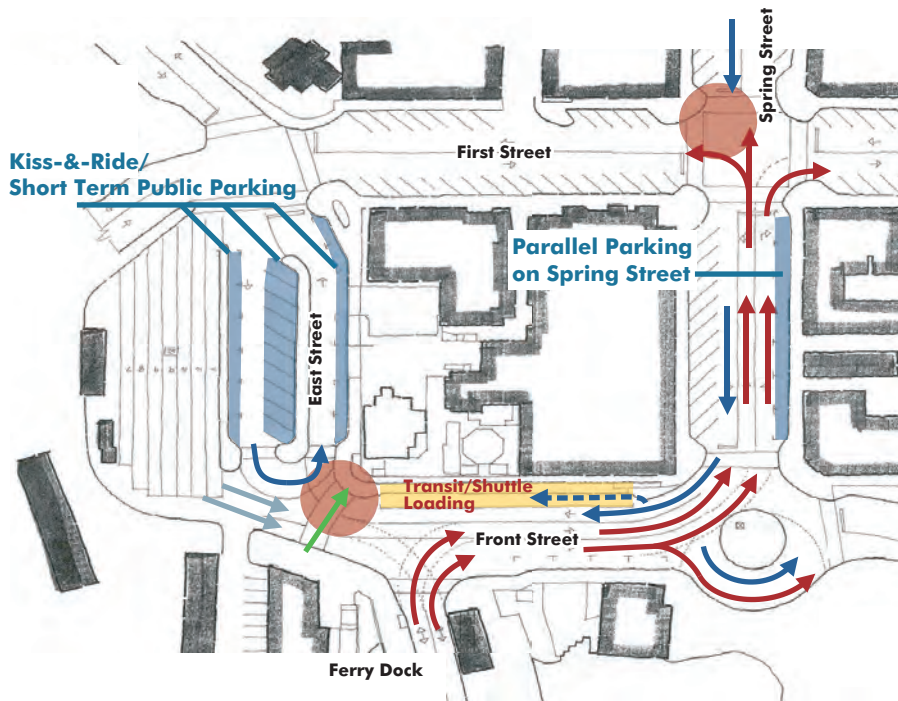 Spring Street
First Street
Kiss-&-Ride/
Short Term Public Parking
Parallel Parking
on Spring Street
East Street
Transit/Shuttle
Loading
Front Street
Ferry Dock